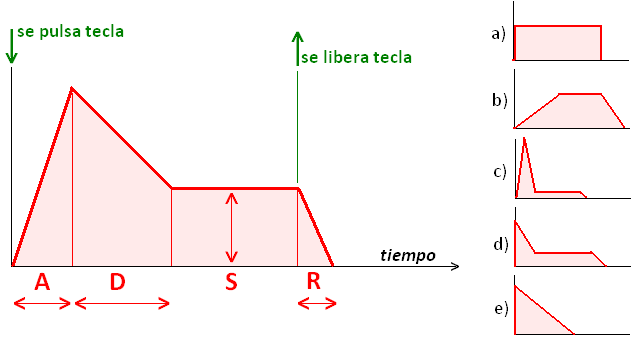 se pulsa tecla
se libera tecla
tiempo
A
D
S
R
a)
b)
c)
d)
e)